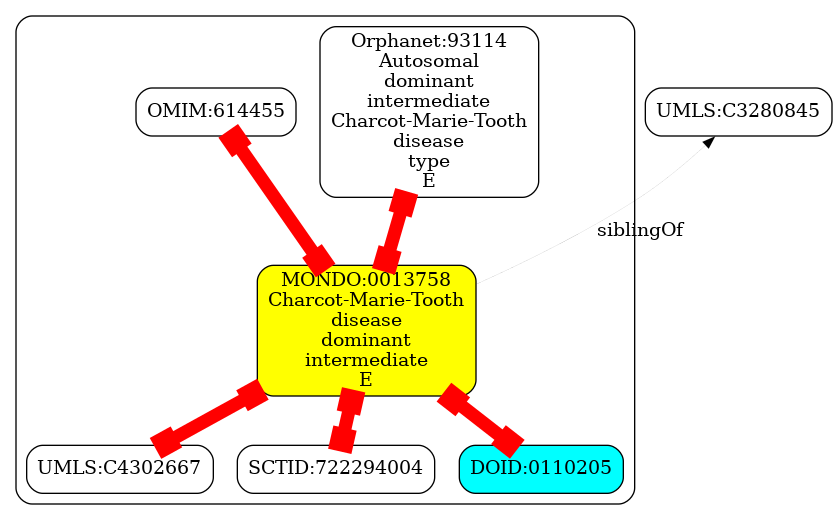 Orphanet:93114
Autosomal
dominant
intermediate
Charcot-Marie-Tooth
disease
type
E
OMIM:614455
UMLS:C3280845
siblingOf
MONDO:0013758
Charcot-Marie-Tooth
disease
dominant
intermediate
E
UMLS:C4302667
SCTID:722294004
DOID:0110205